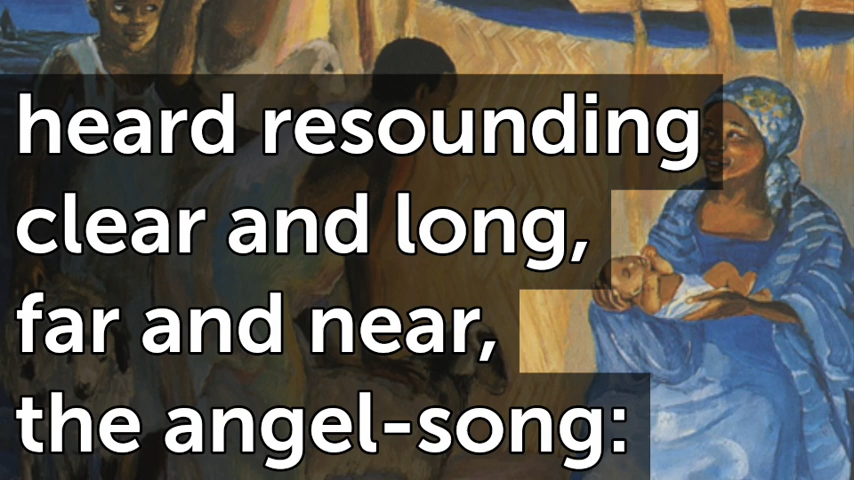 heard resounding
clear and long,
far and near,
the angel-song: